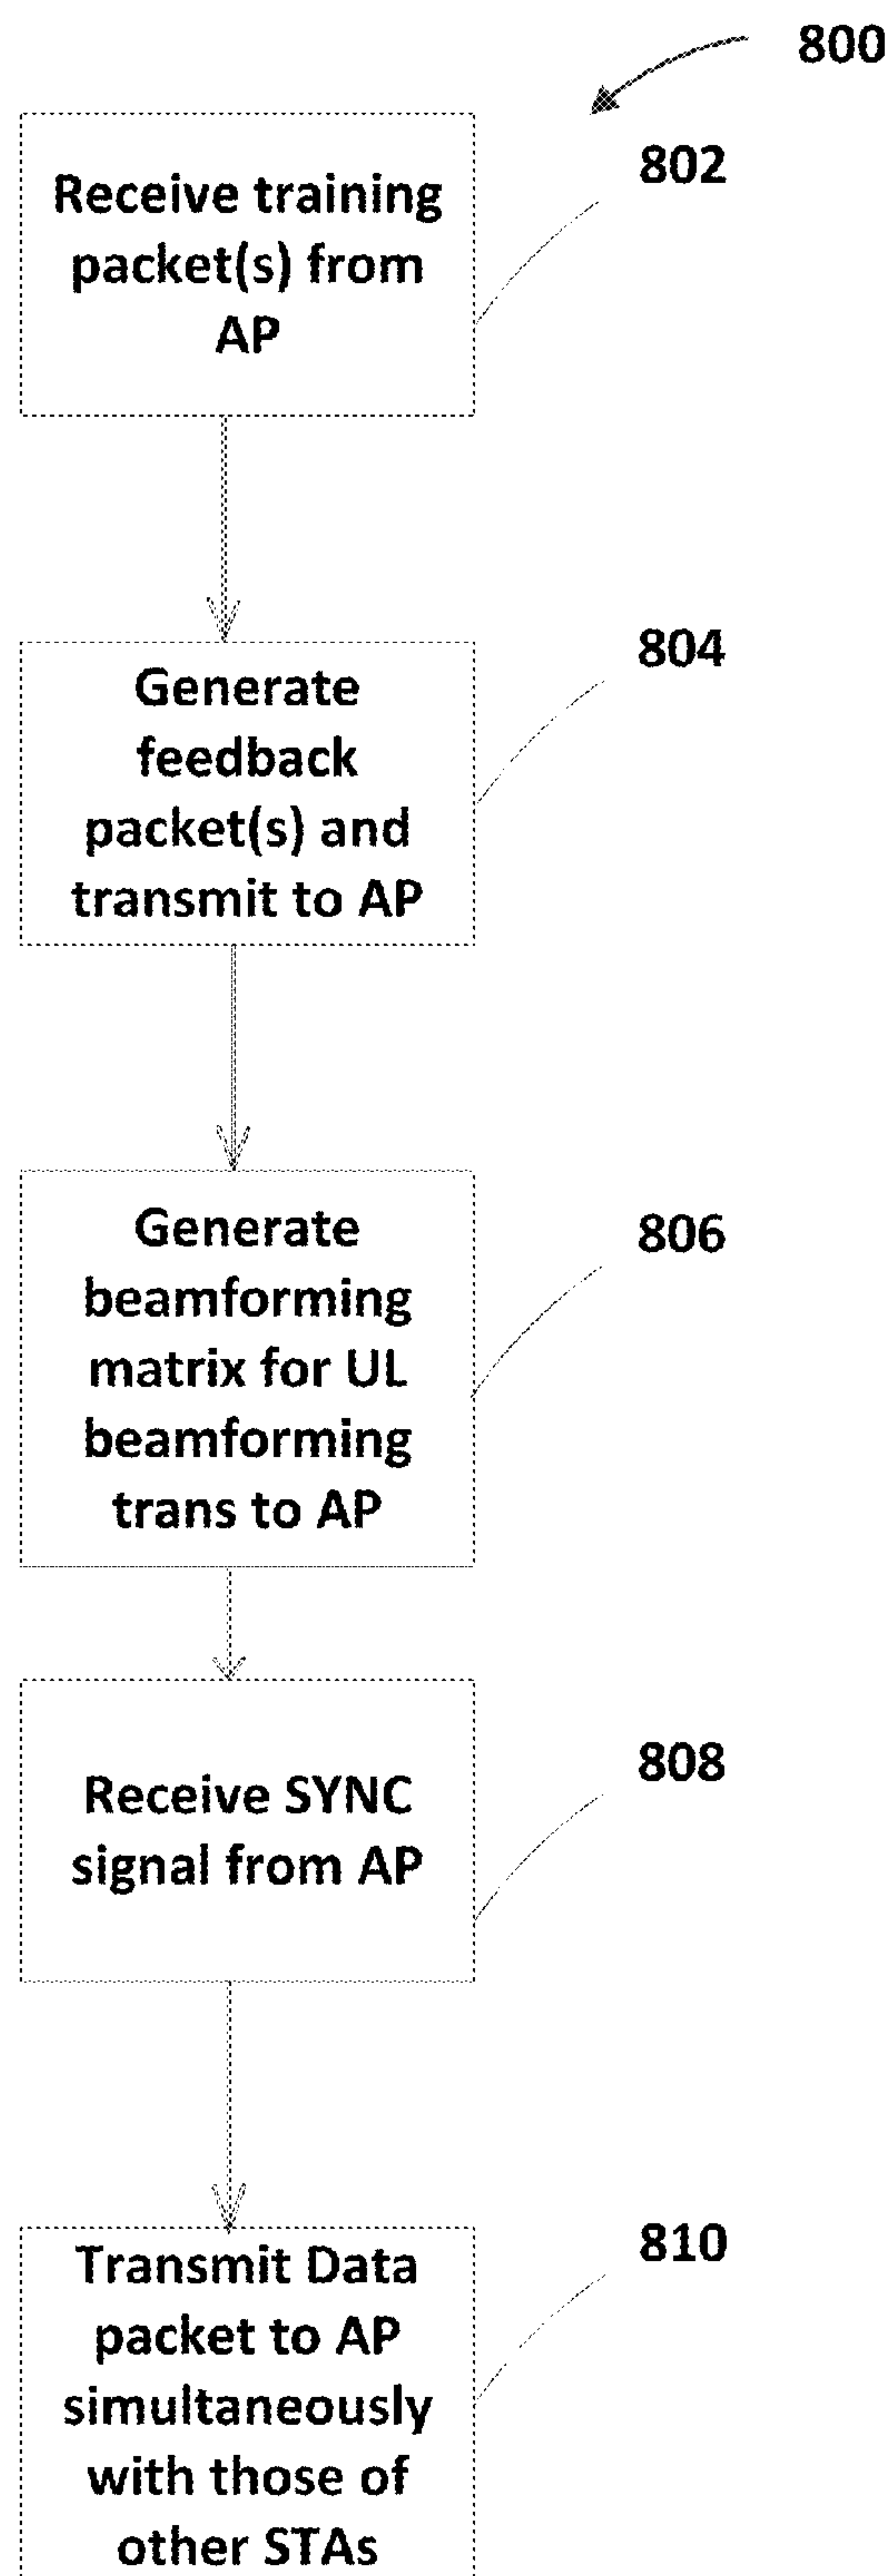 800
802
Receive training
packet(s) from
AP
804
Generate
feedback
packet(s) and
transmit to AP
806
Generate
beamforming
matrix for UL
beamforming
trans to AP
808
Receive SYNC
signal from AP
810
Transmit Data
packet to AP
simultaneously
with those of
other STAs